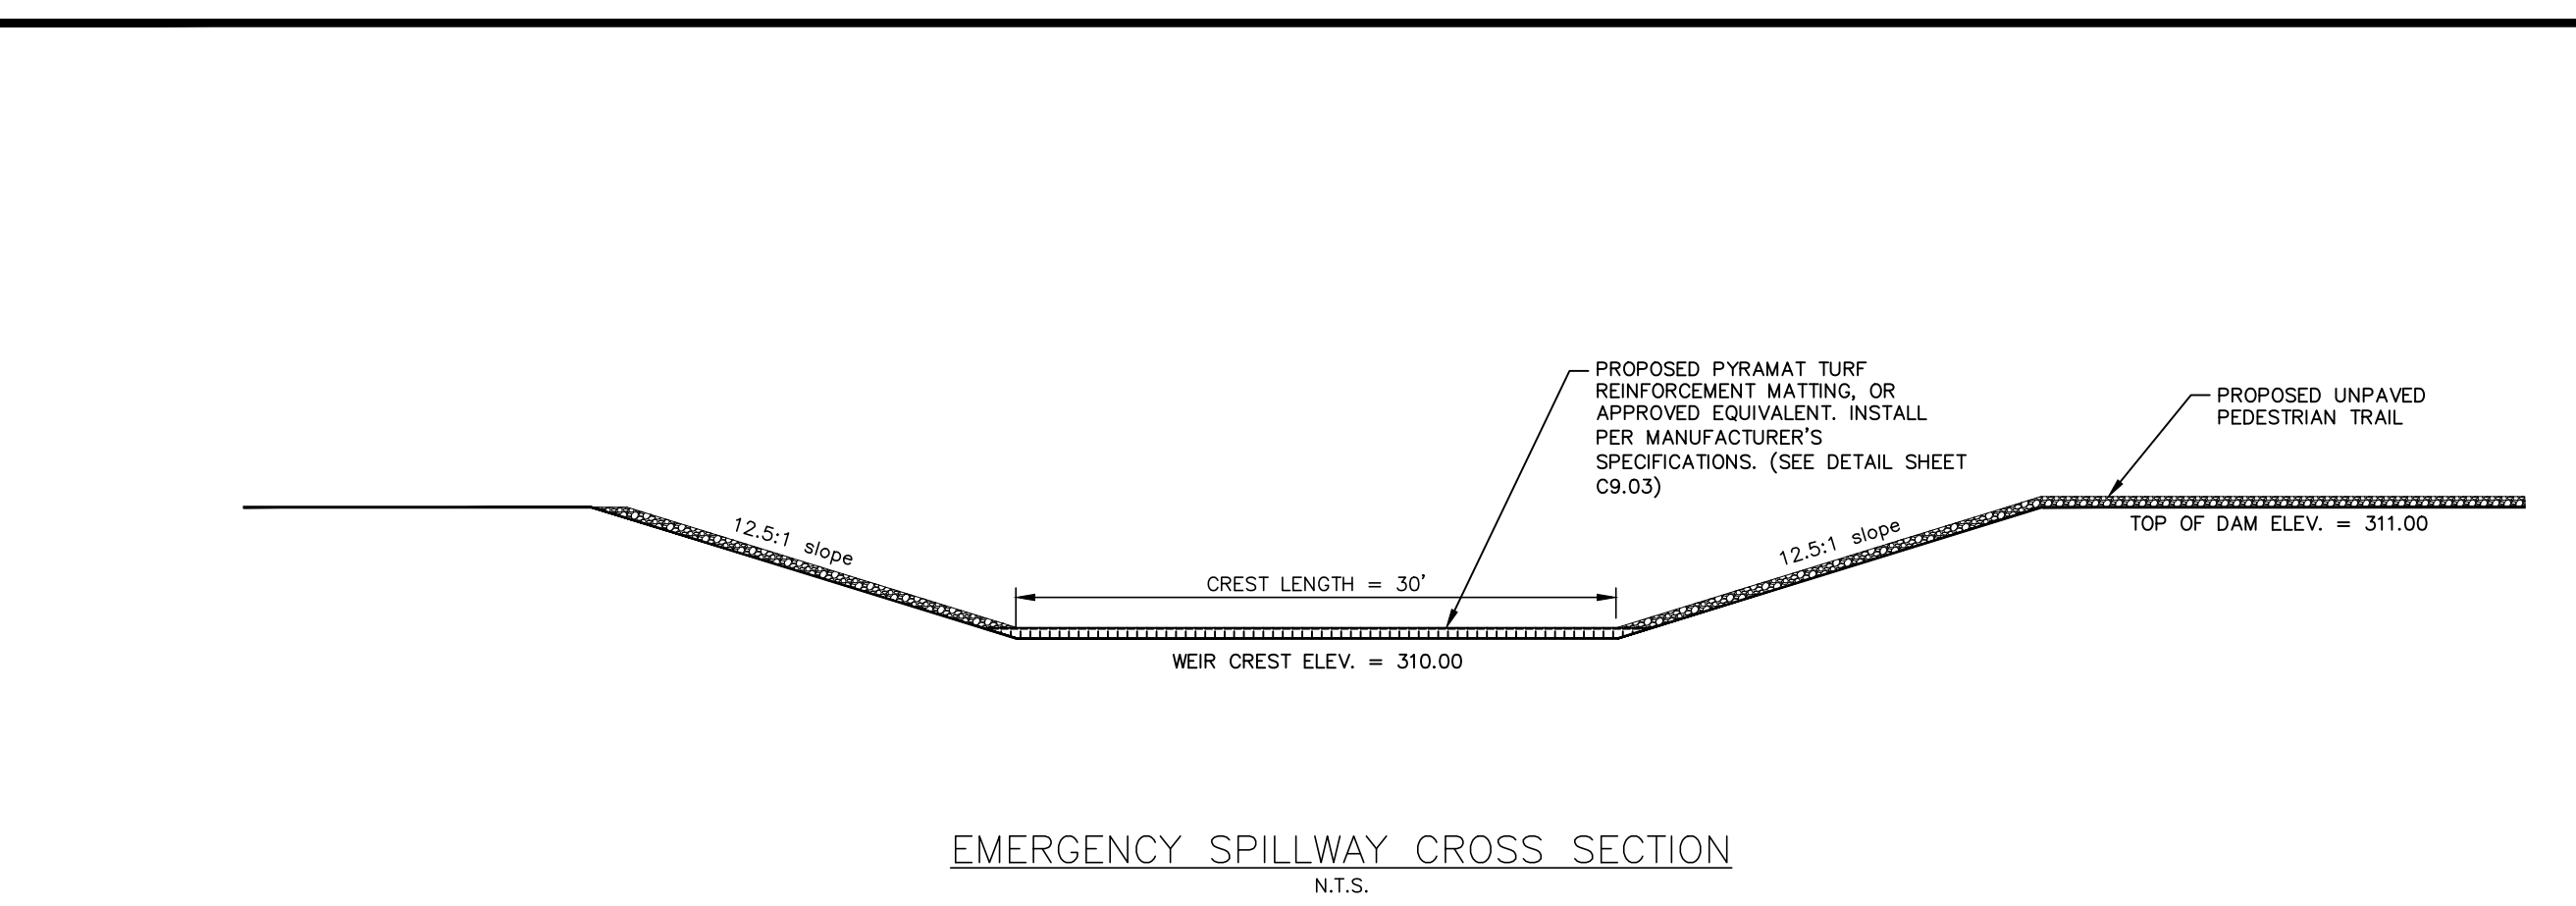 PROPOSED PYRAMAT TURF
REINFORCEMENT MATTING, OR
APPROVED EQUIVALENT. INSTALL
PER MANUFACTURER'S
SPECIFICATIONS. (SEE DETAIL SHEET
C9.03)
PROPOSED UNPAVED
PEDESTRIAN TRAIL
12.5:1 slope
12.5:1 slope
TOP OF DAM ELEV. = 311.00
CREST LENGTH = 30'
WEIR CREST ELEV. = 310.00
EMERGENCY SPILLWAY CROSS SECTION
N.T.S.